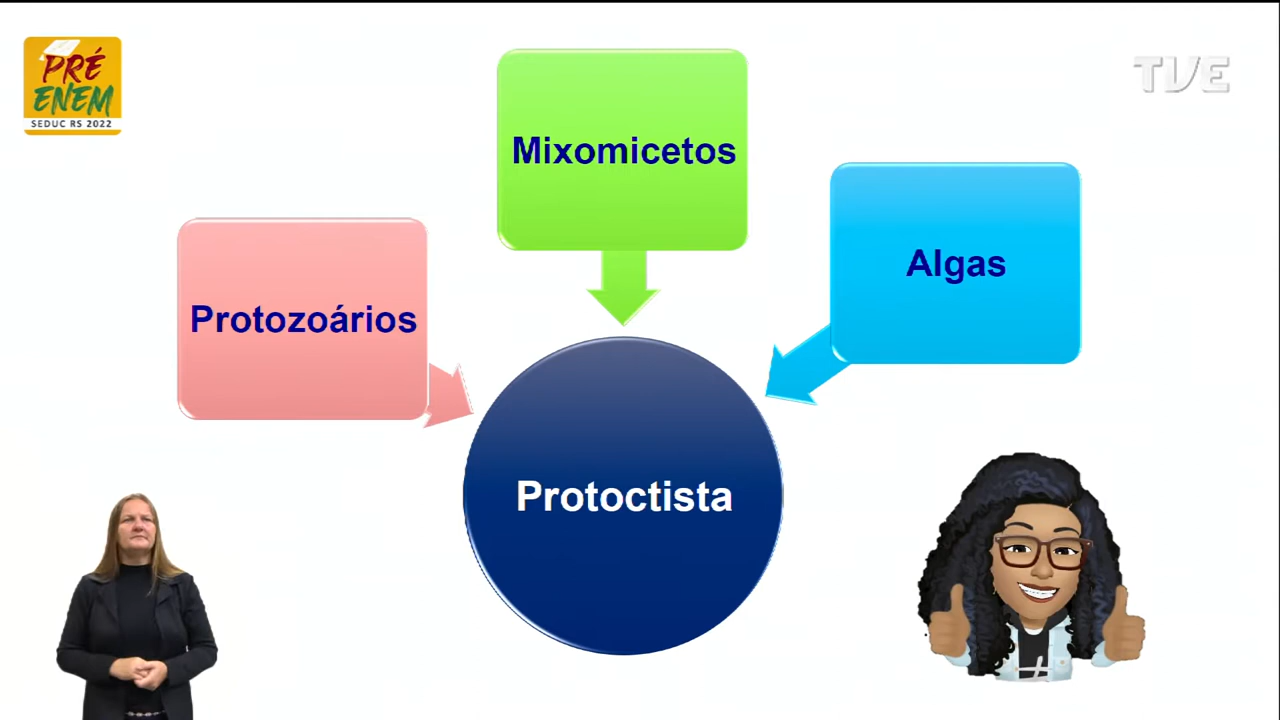 PRÉ
ENEM
SEDUC RS 2022
TVE
Mixomicetos
Algas
Protozoários
Protoctista